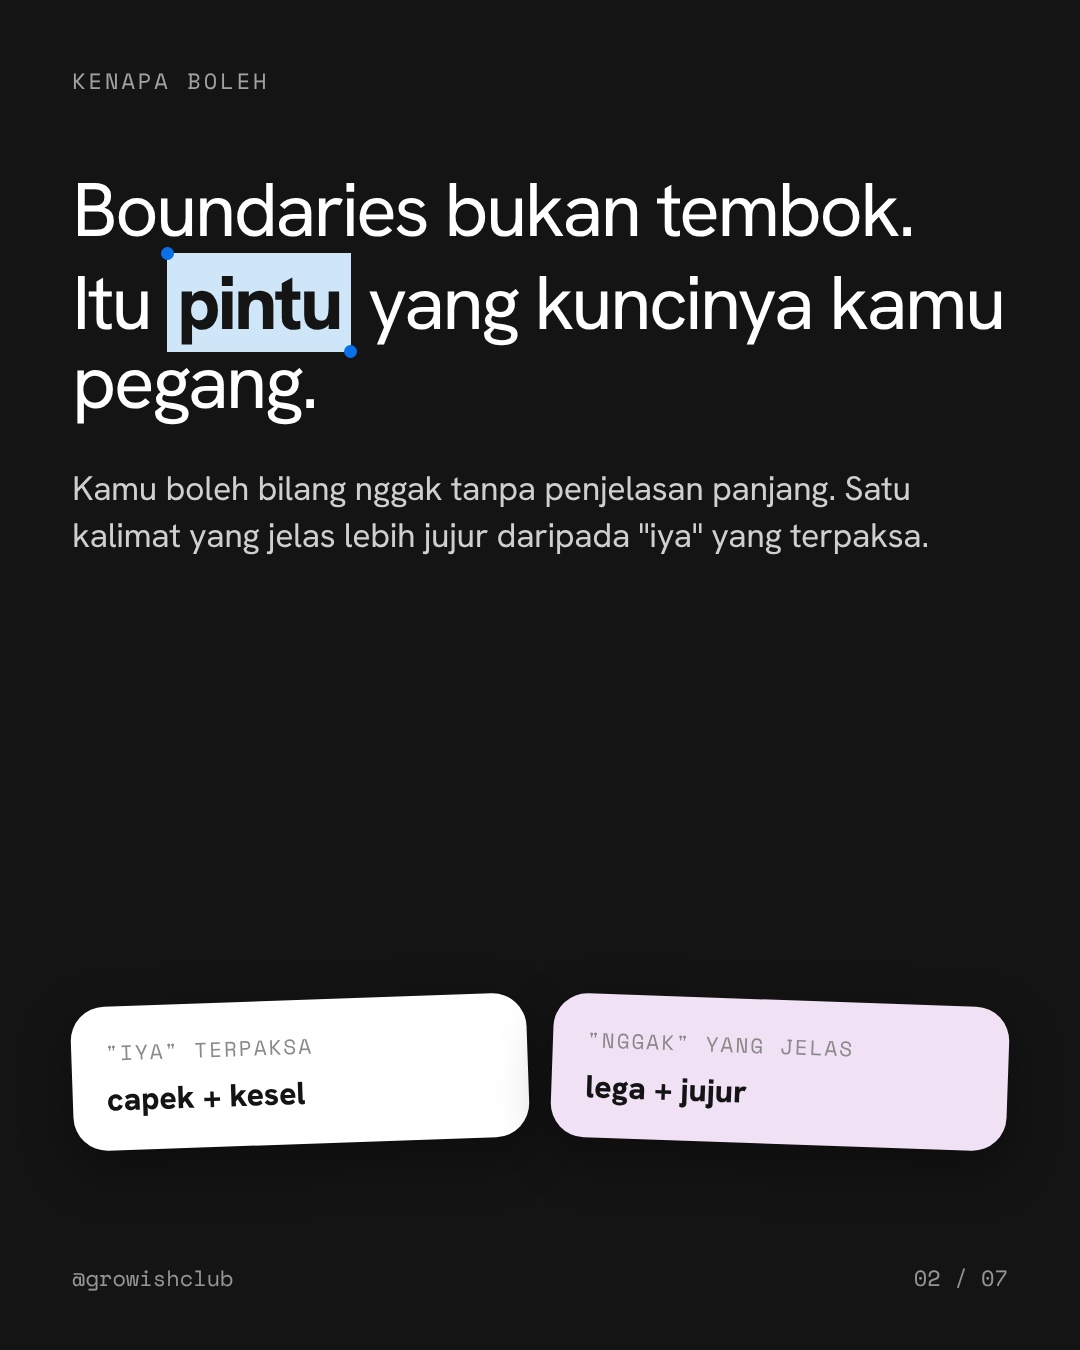 KENAPA BOLEH
Boundaries bukan tembok.
Itu pintu yang kuncinya kamu
pegang.
Kamu boleh bilang nggak tanpa penjelasan panjang. Satu
kalimat yang jelas lebih jujur daripada "iya" yang terpaksa.
"IYA" TERPAKSA
capek + kesel
"NGGAK" YANG JELAS
lega + jujur
@growishclub
02 / 07